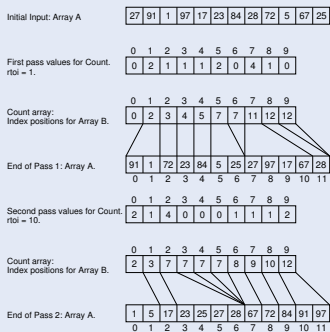 Initial Input: Array A
27 91 1 97 17 23 84 28 72 5 67 25
0 1 2 3 4 5 6 7 8 9
First pass values for Count.
rtoi = 1.
0 2 1 1 1 2 0 4 1 0
0 1 2 3 4 5 6 7 8 9
Count array:
Index positions for Array B.
0 2 3 4 5 7 7 11 12 12
End of Pass 1: Array A.
91 1 72 23 84 5 25 27 97 17 67 28
0 1 2 3 4 5 6 7 8 9 10 11
0 1 2 3 4 5 6 7 8 9
Second pass values for Count.
rtoi = 10.
2 1 4 0 0 0 1 1 1 2
0 1 2 3 4 5 6 7 8 9
Count array:
Index positions for Array B.
2 3 7 7 7 7 8 9 10 12
End of Pass 2: Array A.
1 5 17 23 25 27 28 67 72 84 91 97
0 1 2 3 4 5 6 7 8 9 10 11